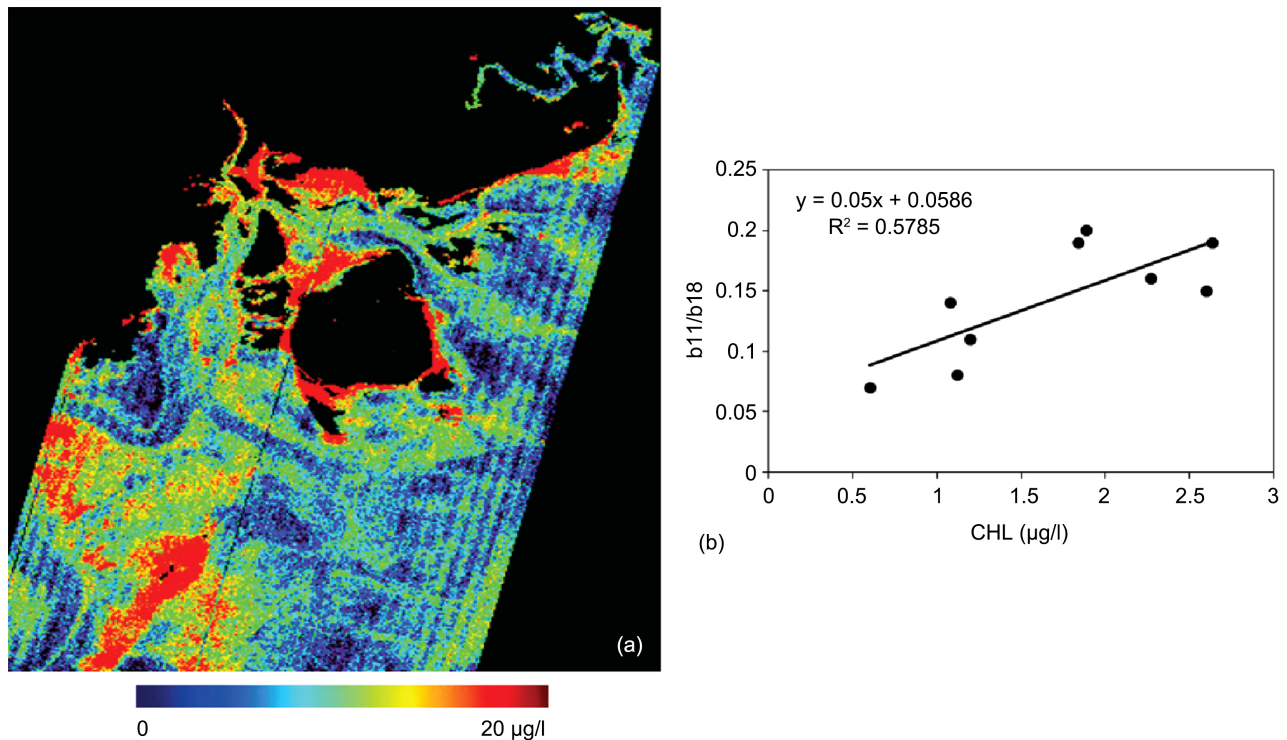 (a)
0
20 µg/l
0.25
0.2
0.15
0.1
0.05
0
b11/b18
y = 0.05x + 0.0586
R² = 0.5785
0 0.5 1 1.5 2 2.5 3
CHL (µg/l)
(b)